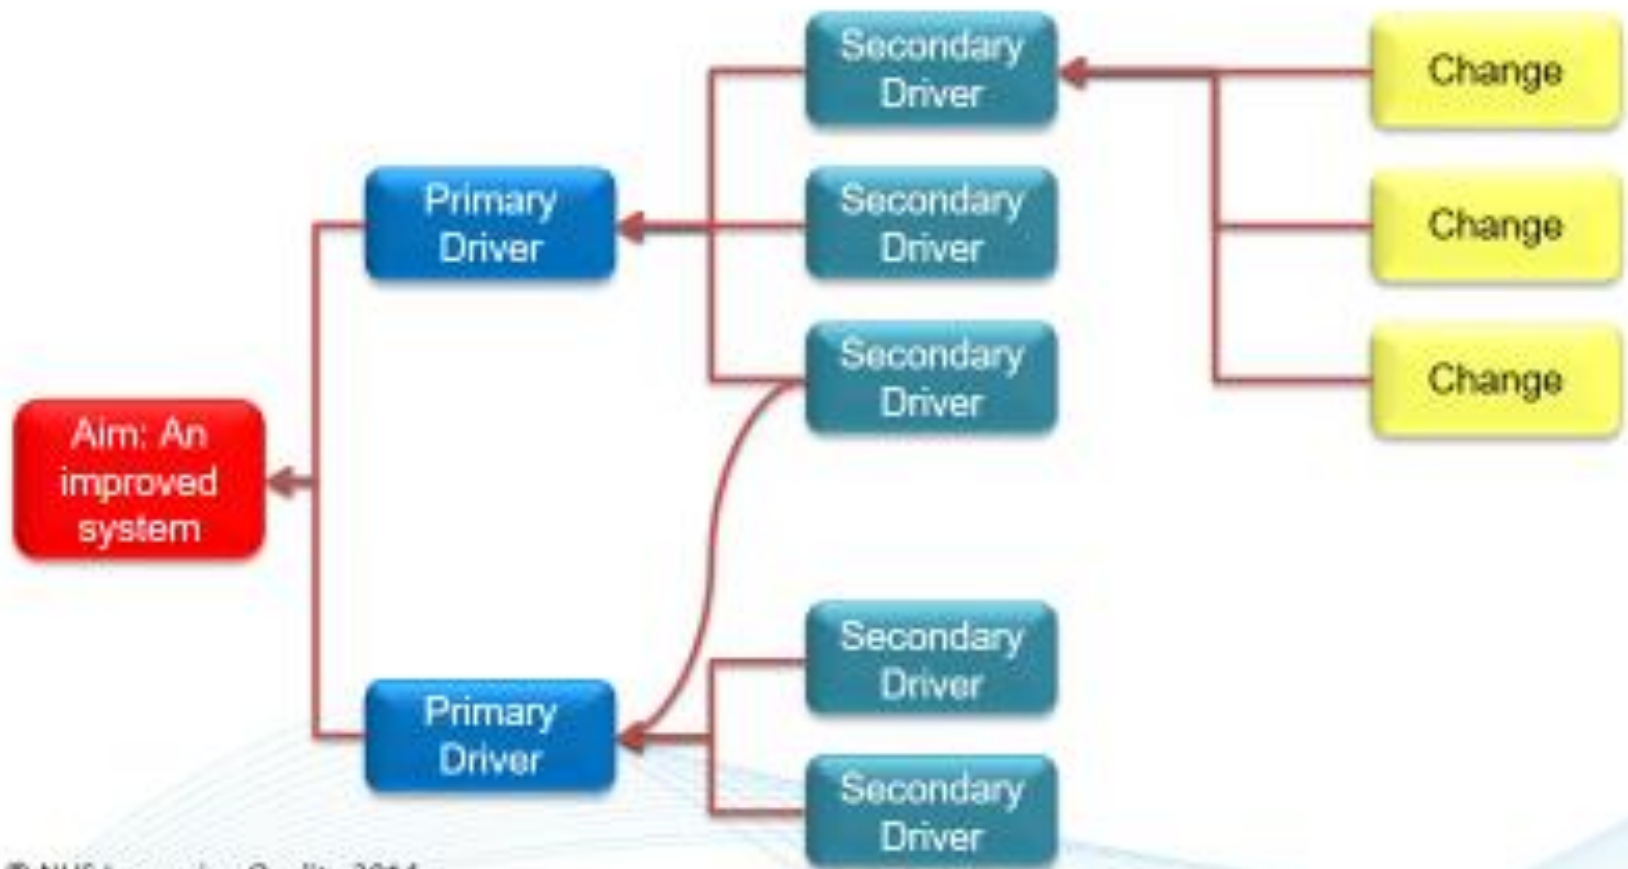 Secondary
Driver
Change
Primary
Driver
Secondary
Driver
Change
Secondary
Driver
Change
Aim: An
improved
system
Secondary
Driver
Primary
Driver
Secondary
Driver